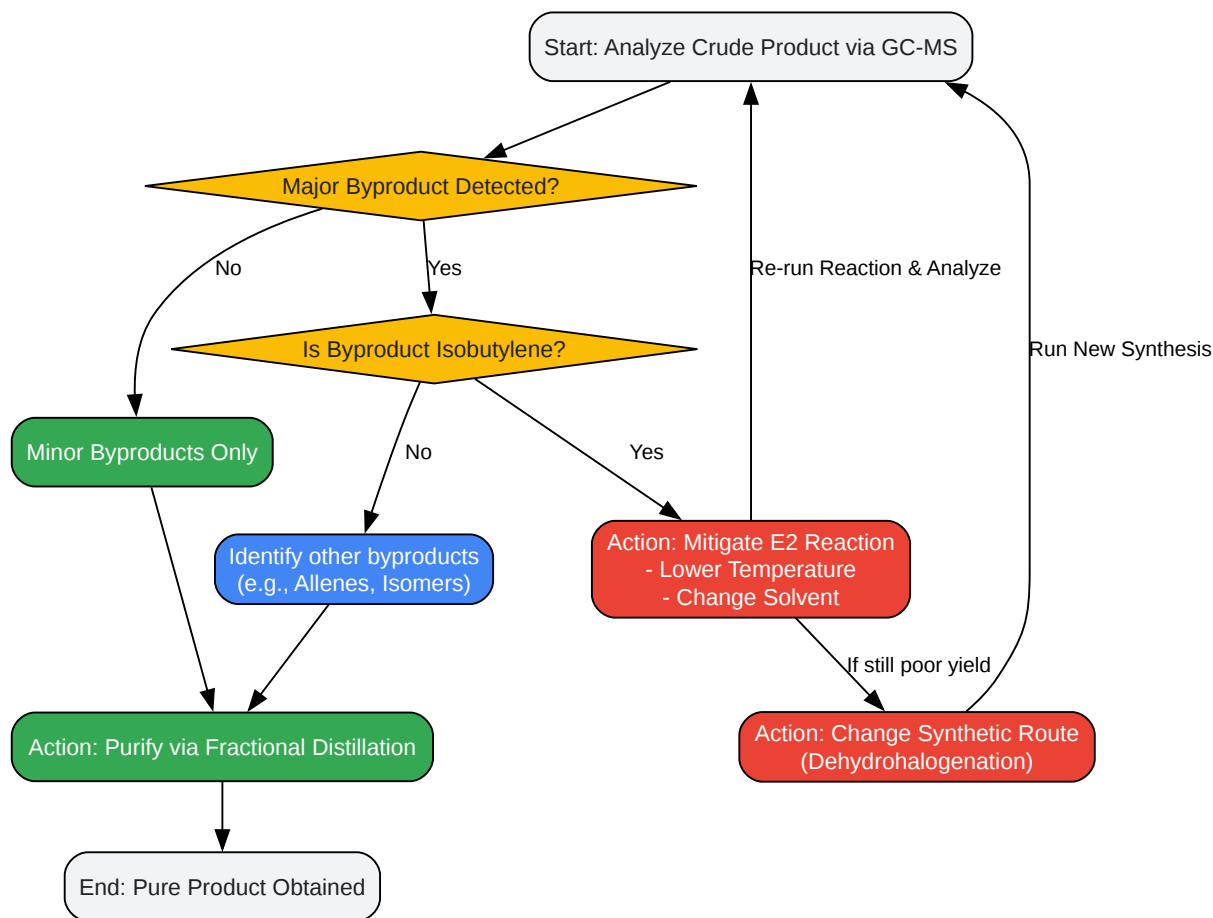 Start: Analyze Crude Product via GC-MS
Major Byproduct Detected?
No
Yes
Re-run Reaction & Analyze
Is Byproduct Isobutylene?
Run New Synthesis
Minor Byproducts Only
No
Yes
Identify other byproducts
(e.g., Allenes, Isomers)
Action: Mitigate E2 Reaction
- Lower Temperature
- Change Solvent
If still poor yield
Action: Purify via Fractional Distillation
Action: Change Synthetic Route
(Dehydrohalogenation)
End: Pure Product Obtained